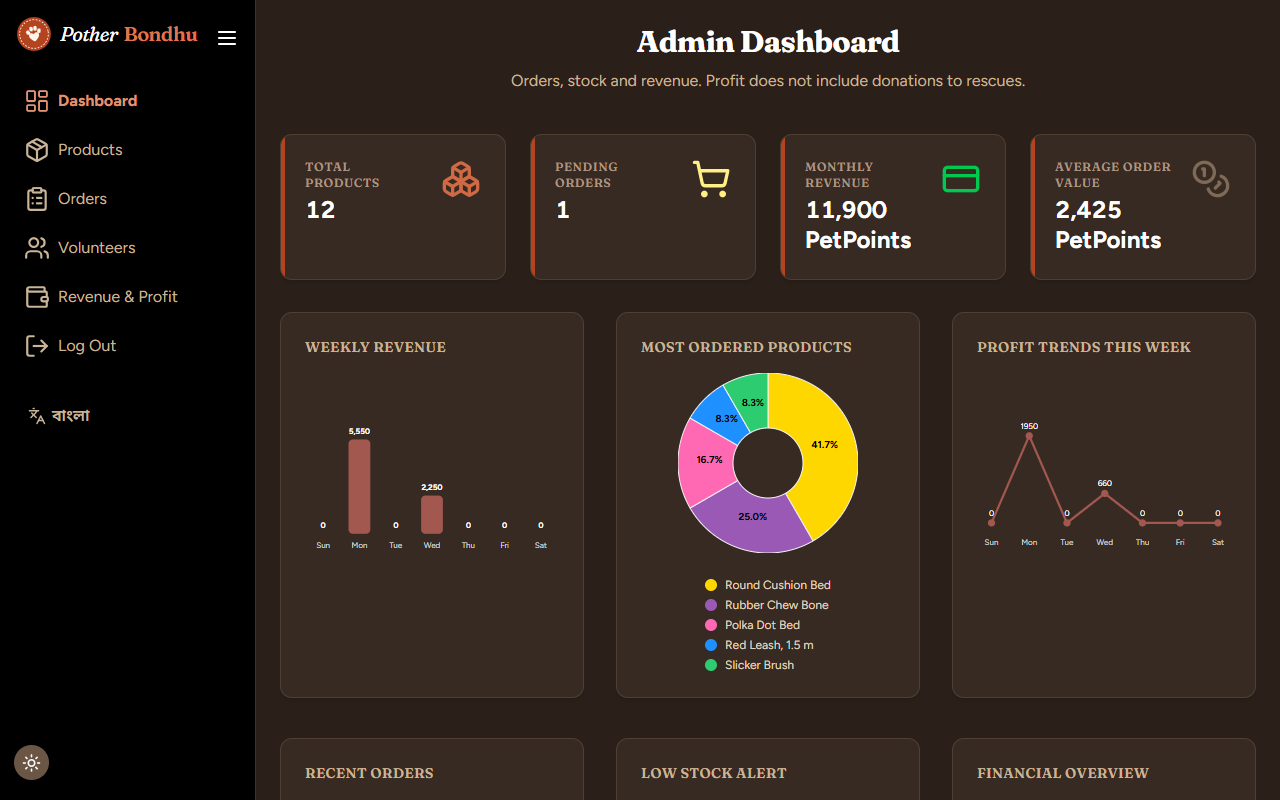 Pother Bondhu
Dashboard
Products
Orders
Volunteers
Revenue & Profit
Log Out
বাংলা
Admin Dashboard
Orders, stock and revenue. Profit does not include donations to rescues.
TOTAL
PRODUCTS
12
PENDING
ORDERS
1
MONTHLY
REVENUE
11,900
PetPoints
AVERAGE ORDER
VALUE
2,425
PetPoints
WEEKLY REVENUE
5,550
2,250
0 0 0 0 0
Sun Mon Tue Wed Thu Fri Sat
MOST ORDERED PRODUCTS
8.3%
8.3%
41.7%
16.7%
25.0%
Round Cushion Bed
Rubber Chew Bone
Polka Dot Bed
Red Leash, 1.5 m
Slicker Brush
PROFIT TRENDS THIS WEEK
1950
660
0 0 0 0 0
Sun Mon Tue Wed Thu Fri Sat
RECENT ORDERS
LOW STOCK ALERT
FINANCIAL OVERVIEW